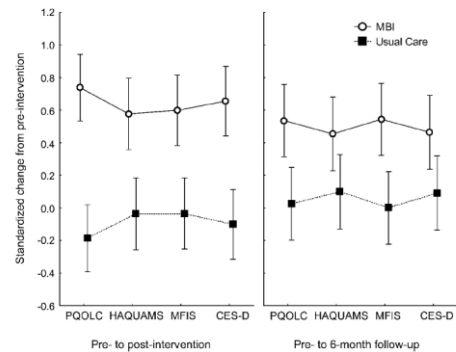 MBI
Usual Care
Standardized change from pre-intervention
1.2
1.0
0.8
0.6
0.4
0.2
0.0
-0.2
-0.4
-0.6
PQOLC HAQUAMS MFIS CES-D
PQOLC HAQUAMS MFIS CES-D
Pre- to post-intervention
Pre- to 6-month follow-up